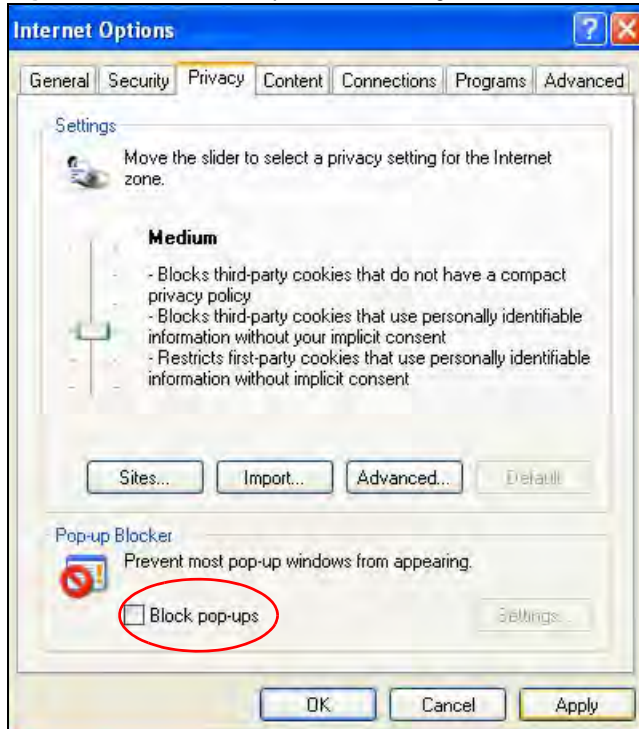 Internet Options
General Security Privacy Content Connections Programs Advanced
Settings
Move the slider to select a privacy setting for the Internet
zone.
Medium
- Blocks third-party cookies that do not have a compact
privacy policy
- Blocks third-party cookies that use personally identifiable
information without your implicit consent
- Restricts first-party cookies that use personally identifiable
information without implicit consent
Sites... Import... Advanced... Default
Pop-up Blocker
Prevent most pop-up windows from appearing.
Block pop-ups Settings...
OK Cancel Apply